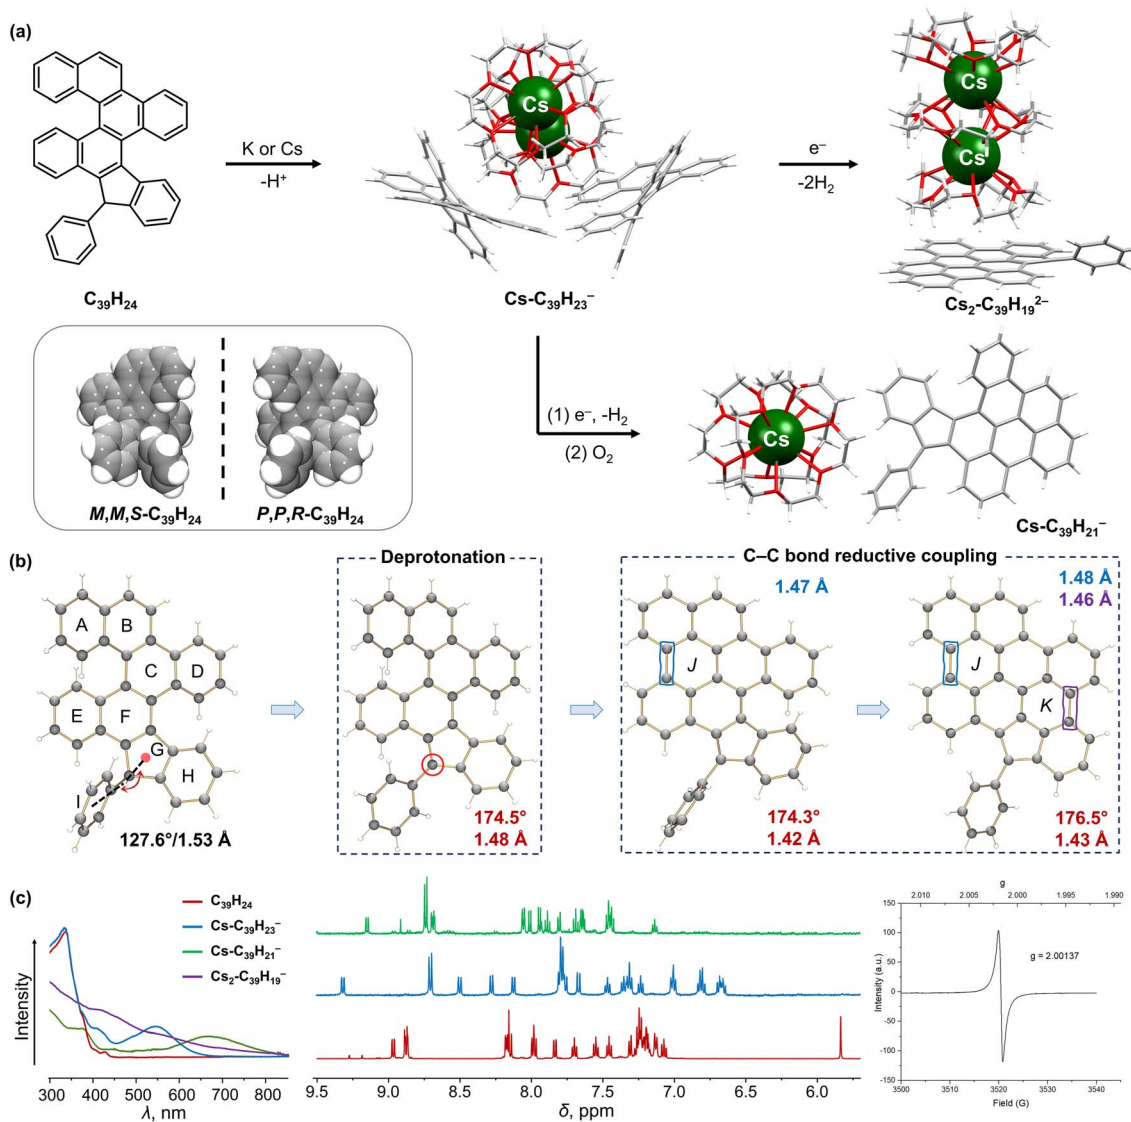 (a)
K or Cs
-H⁺
e⁻
-2H₂
Cs
Cs
Cs
C₃₉H₂₄
Cs-C₃₉H₂₃⁻
Cs₂-C₃₉H₁₉²⁻
(1) e⁻, -H₂
(2) O₂
Cs
M,M,S-C₃₉H₂₄
P,P,R-C₃₉H₂₄
Cs-C₃₉H₂₁⁻
(b)
Deprotonation
C–C bond reductive coupling
1.47 Å
1.48 Å
1.46 Å
A
B
C
D
E
F
G
H
I
J
J
K
127.6°/1.53 Å
174.5°
1.48 Å
174.3°
1.42 Å
176.5°
1.43 Å
(c)
C₃₉H₂₄
Cs-C₃₉H₂₃⁻
Cs-C₃₉H₂₁⁻
Cs₂-C₃₉H₁₉⁻
Intensity
300 400 500 600 700 800
λ, nm
9.5 9.0 8.5 8.0 7.5 7.0 6.5 6.0
δ, ppm
g
2.010 2.005 2.000 1.995 1.990
150
100
50
0
-50
-100
-150
Intensity (a.u.)
g = 2.00137
3500 3510 3520 3530 3540
Field (G)